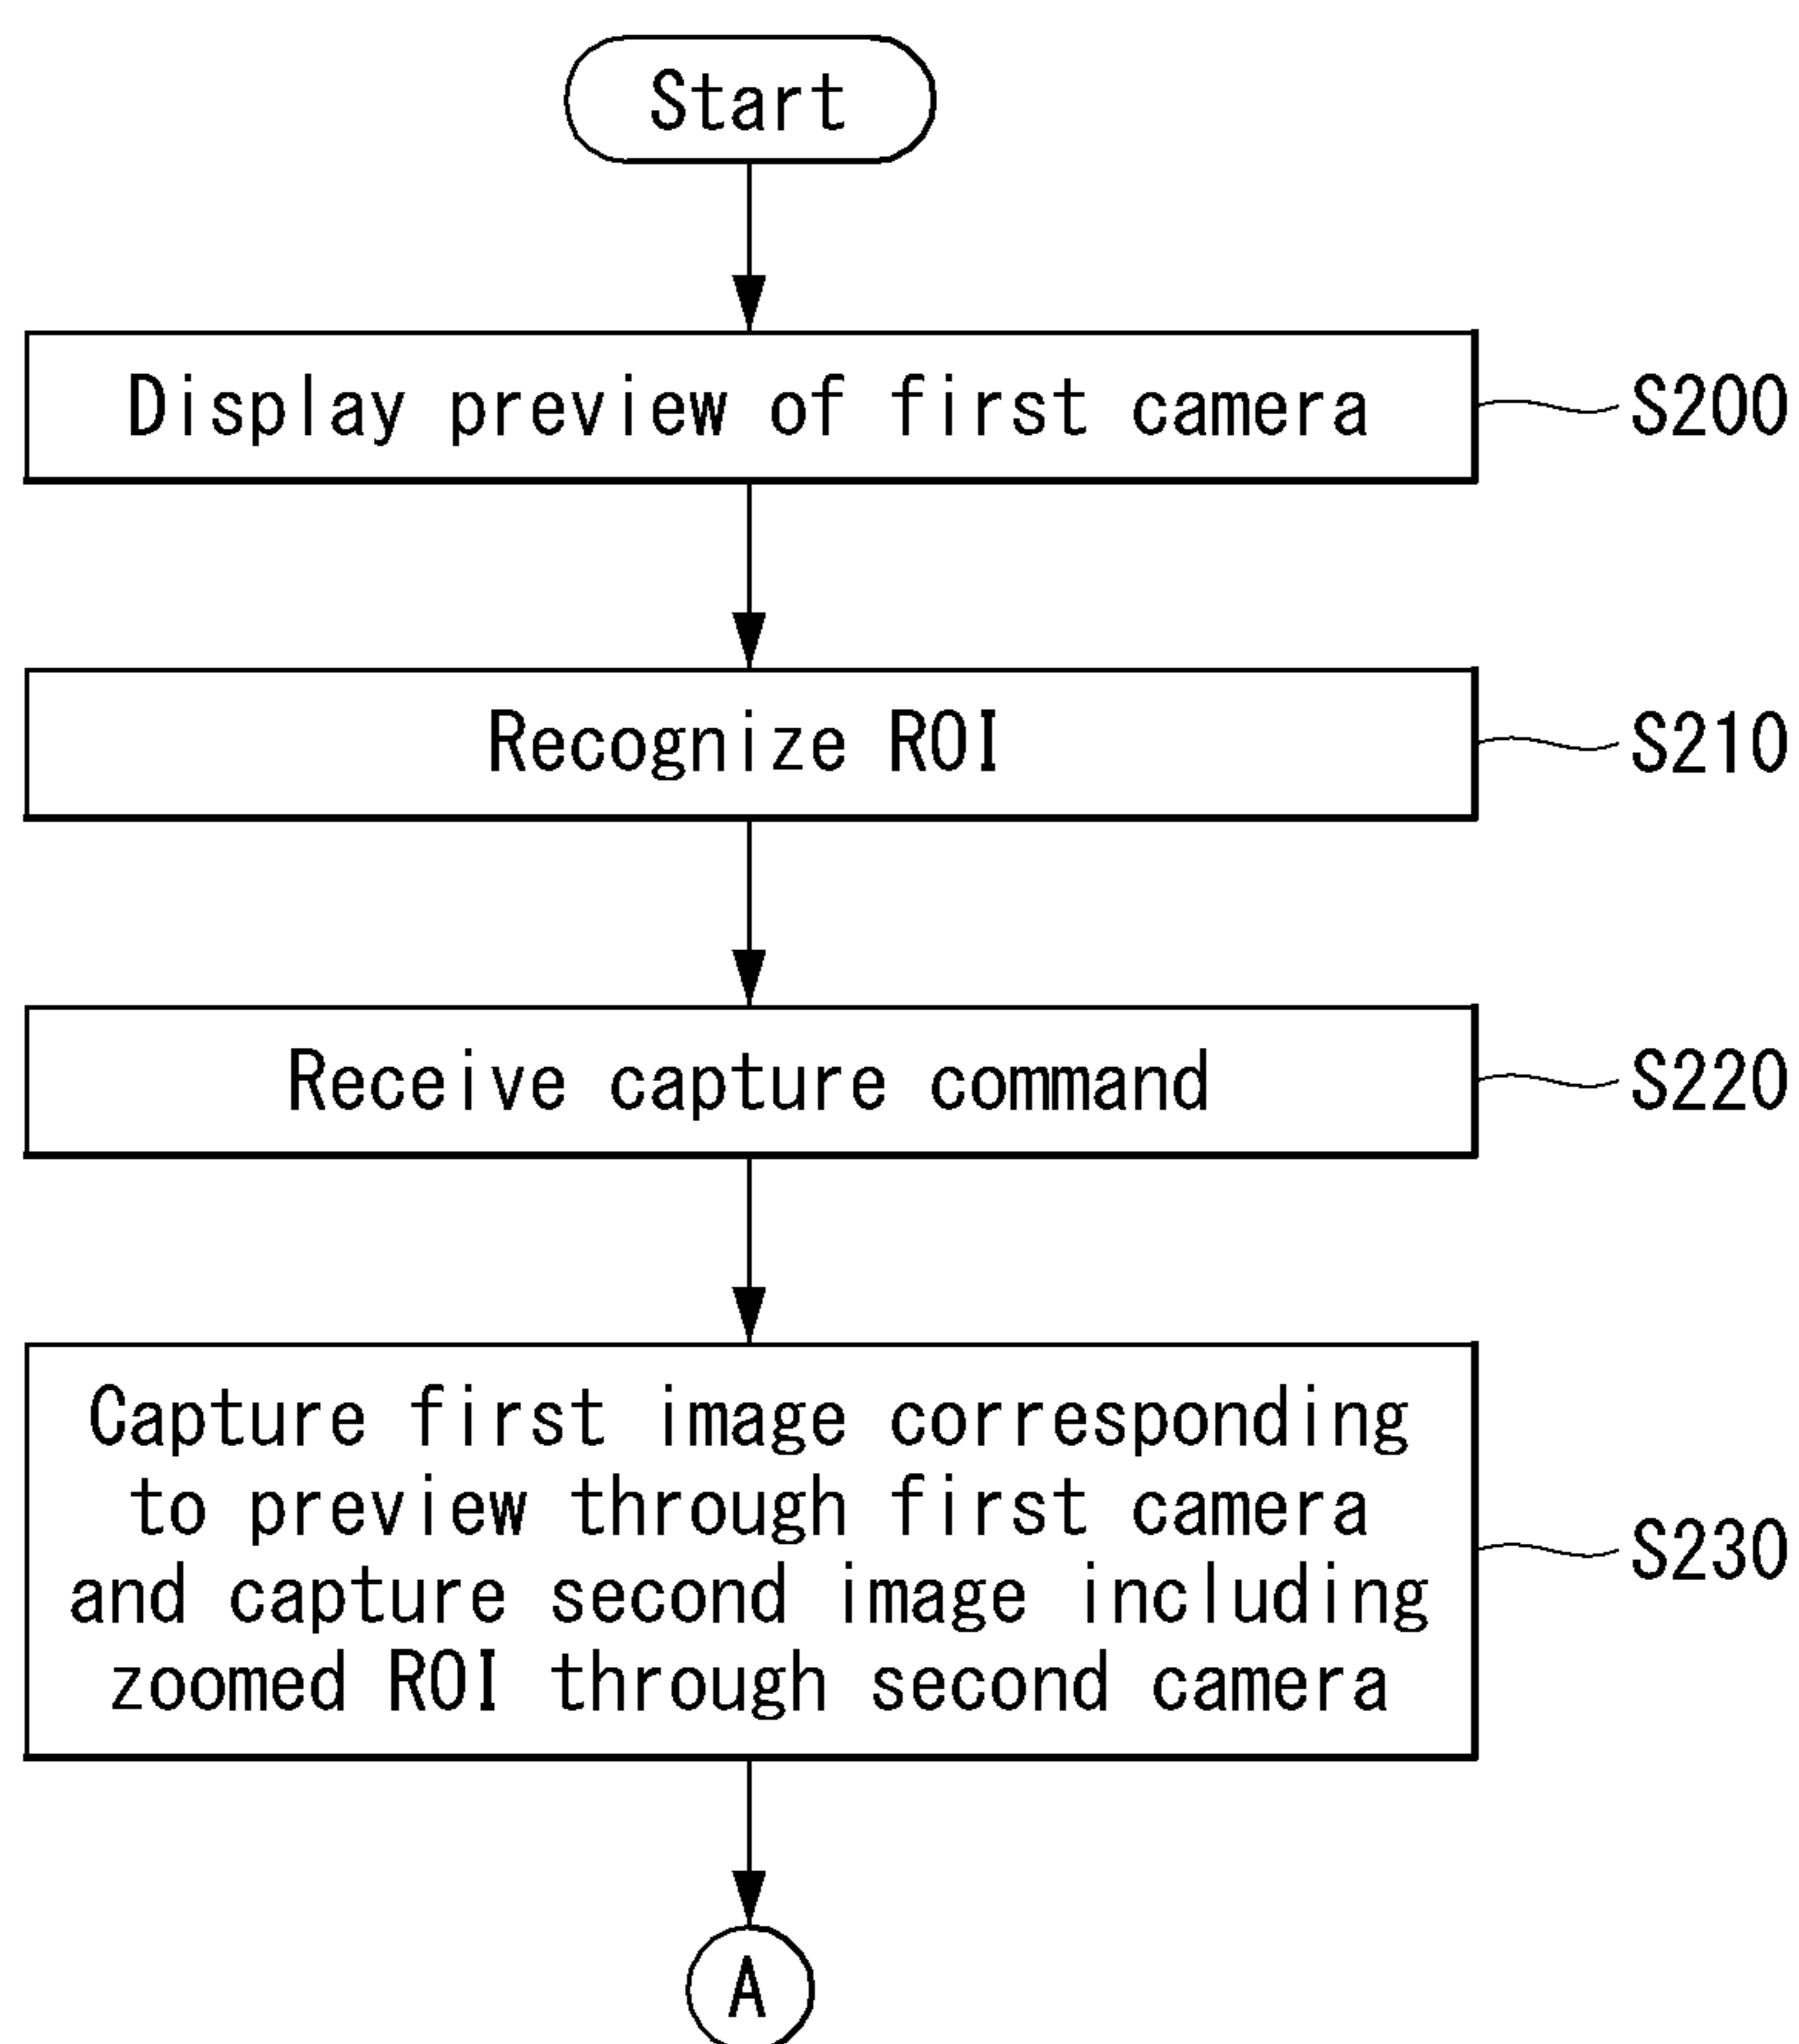 Start
Display preview of first camera
S200
Recognize ROI
S210
Receive capture command
S220
Capture first image corresponding
to preview through first camera
and capture second image including
zoomed ROI through second camera
S230
A